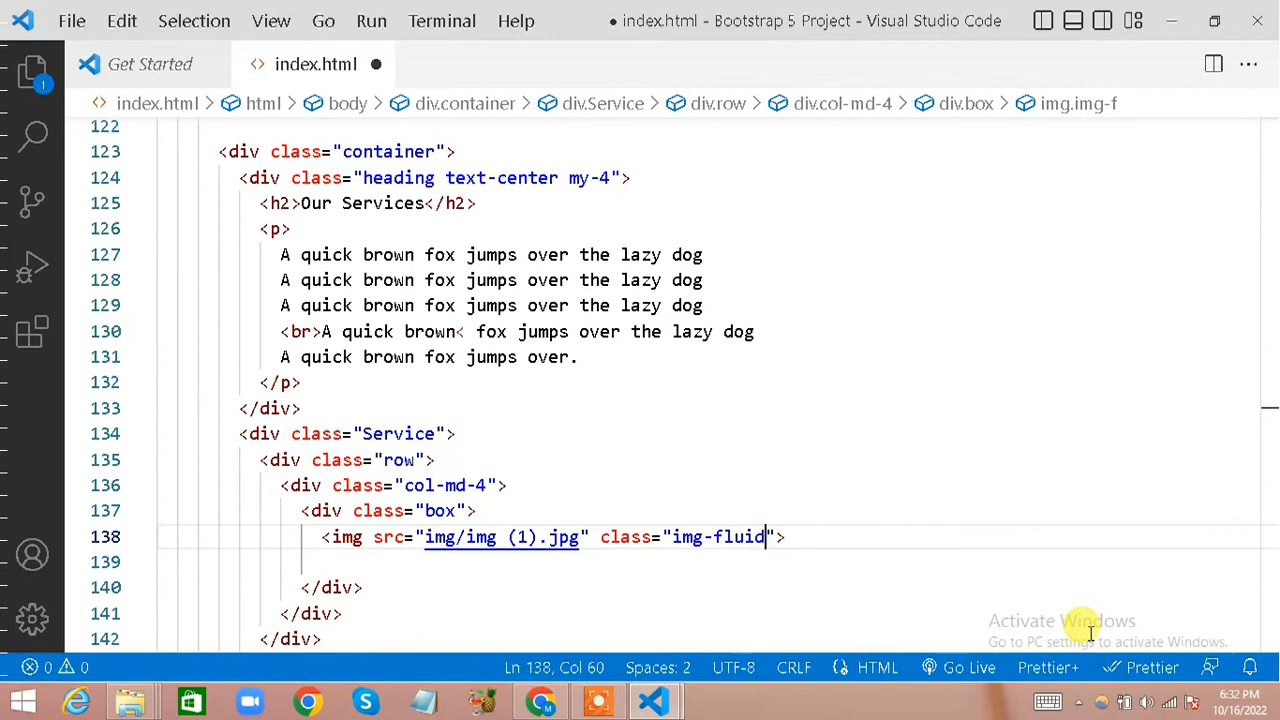 File Edit Selection View Go Run Terminal Help ● index.html - Bootstrap 5 Project - Visual Studio Code
Get Started <> index.html ●
<> index.html > html > body > div.container > div.Service > div.row > div.col-md-4 > div.box > img.img-f
122
123 <div class="container">
124 <div class="heading text-center my-4">
125 <h2>Our Services</h2>
126 <p>
127 A quick brown fox jumps over the lazy dog
128 A quick brown fox jumps over the lazy dog
129 A quick brown fox jumps over the lazy dog
130 <br>A quick brown< fox jumps over the lazy dog
131 A quick brown fox jumps over.
132 </p>
133 </div>
134 <div class="Service">
135 <div class="row">
136 <div class="col-md-4">
137 <div class="box">
138 <img src="img/img (1).jpg" class="img-fluid">
139
140 </div>
141 </div>
142 </div>
1
Activate Windows
Go to PC settings to activate Windows.
0 0 Ln 138, Col 60 Spaces: 2 UTF-8 CRLF HTML Go Live Prettier+ Prettier
6:32 PM
10/16/2022